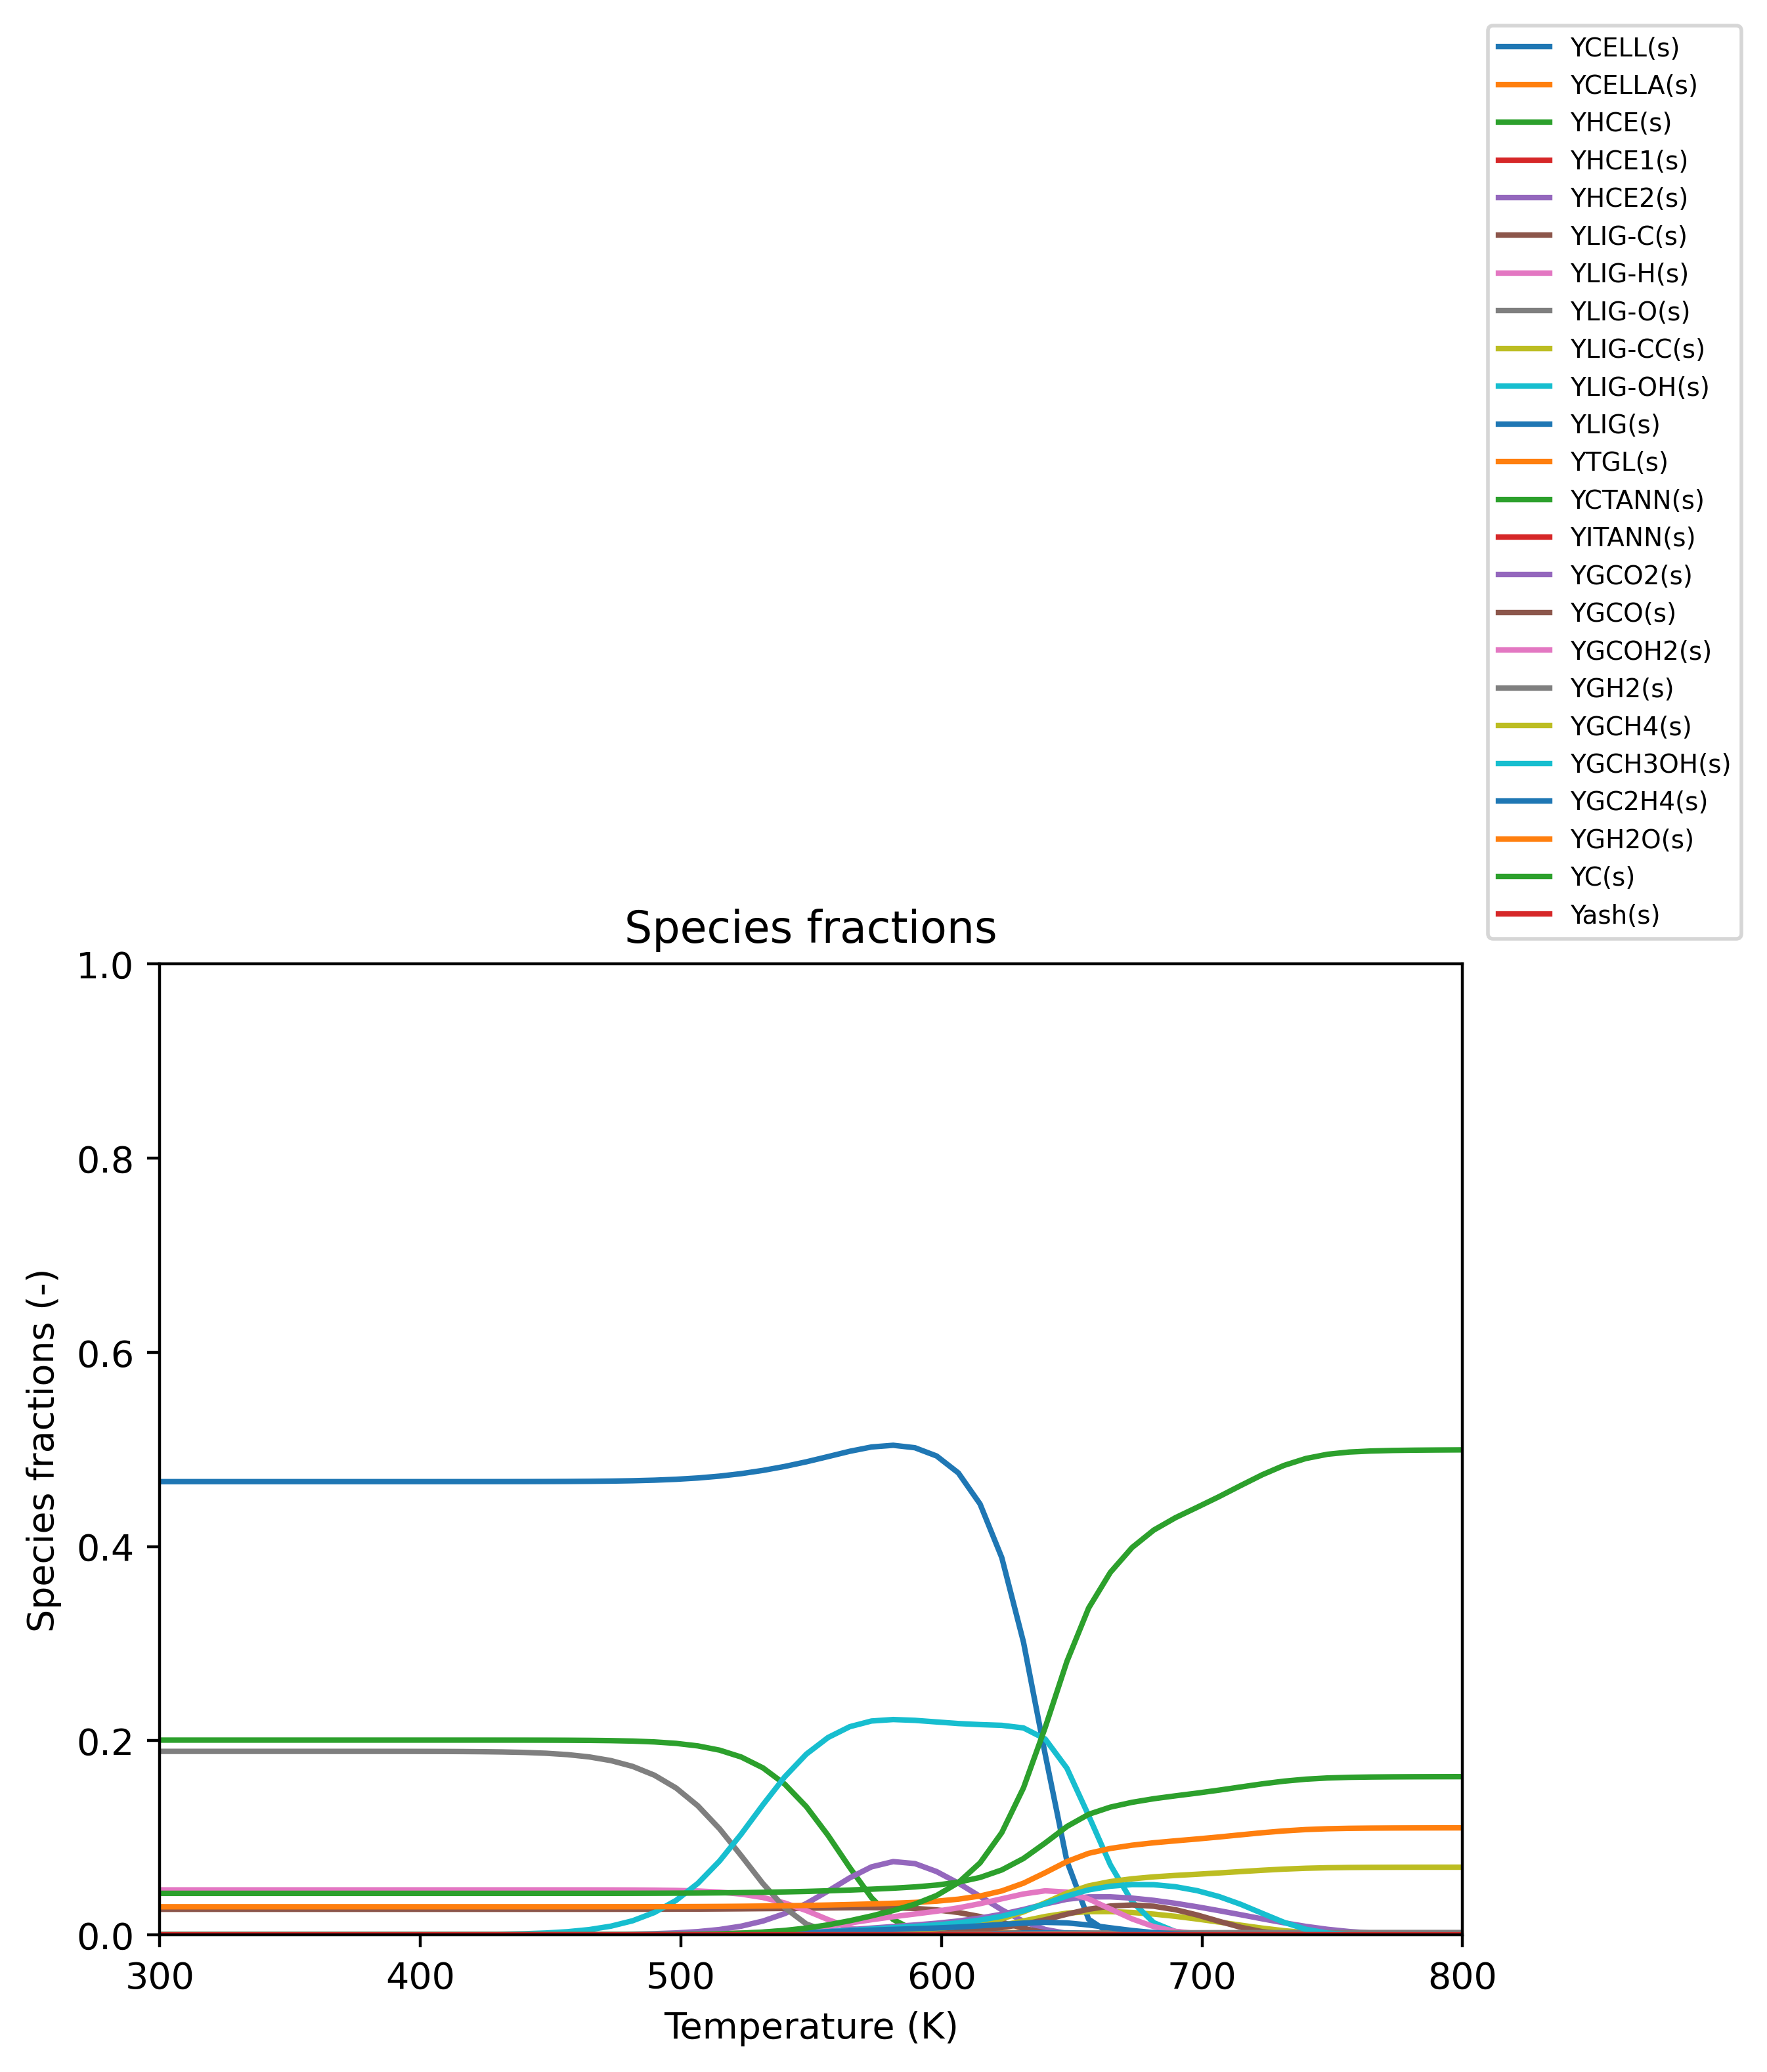 YCELL(s)
YCELLA(s)
YHCE(s)
YHCE1(s)
YHCE2(s)
YLIG-C(s)
YLIG-H(s)
YLIG-O(s)
YLIG-CC(s)
YLIG-OH(s)
YLIG(s)
YTGL(s)
YCTANN(s)
YITANN(s)
YGCO2(s)
YGCO(s)
YGCOH2(s)
YGH2(s)
YGCH4(s)
YGCH3OH(s)
YGC2H4(s)
YGH2O(s)
YC(s)
Yash(s)
Species fractions
1.0
0.8
0.6
0.4
0.2
0.0
Species fractions (-)
300 400 500 600 700 800
Temperature (K)